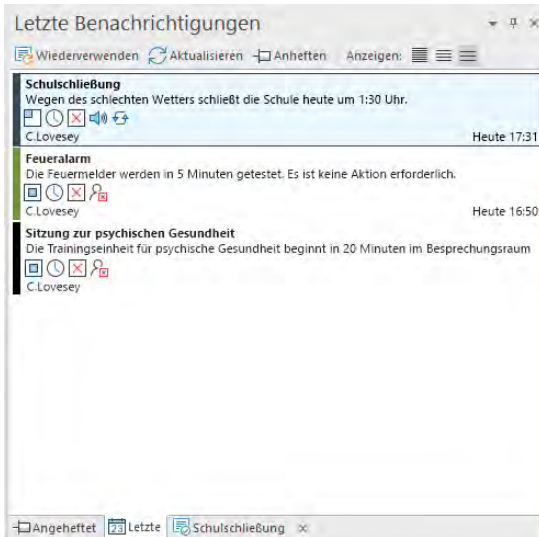 Letzte Benachrichtigungen
Wiederverwenden Aktualisieren Anheften Anzeigen:
Schulschließung
Wegen des schlechten Wetters schließt die Schule heute um 1:30 Uhr.
C.Lovesey Heute 17:31
Feueralarm
Die Feuermelder werden in 5 Minuten getestet. Es ist keine Aktion erforderlich.
C.Lovesey Heute 16:50
Sitzung zur psychischen Gesundheit
Die Trainingseinheit für psychische Gesundheit beginnt in 20 Minuten im Besprechungsraum
C.Lovesey
Angeheftet 23 Letzte Schulschließung